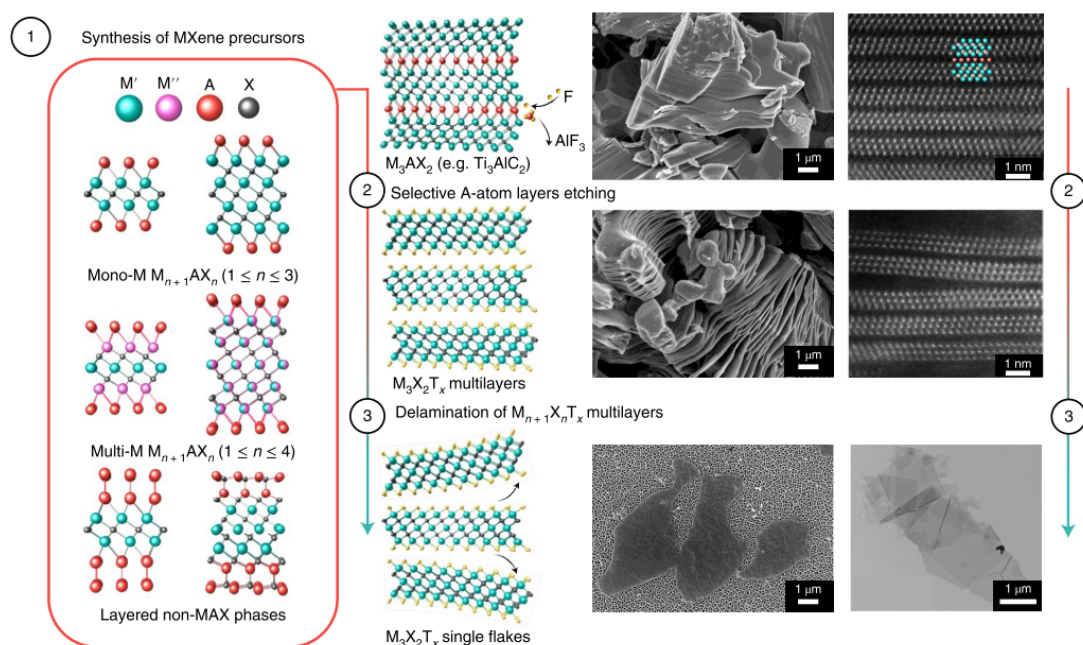 1
Synthesis of MXene precursors
M′ M″ A X
Mono-M Mₙ₊₁AXₙ (1 ≤ n ≤ 3)
Multi-M Mₙ₊₁AXₙ (1 ≤ n ≤ 4)
Layered non-MAX phases
F
AlF₃
M₃AX₂ (e.g. Ti₃AlC₂)
1 μm
1 nm
2
Selective A-atom layers etching
2
M₃X₂Tₓ multilayers
1 μm
1 nm
3
Delamination of Mₙ₊₁XₙTₓ multilayers
3
M₃X₂Tₓ single flakes
1 μm
1 μm